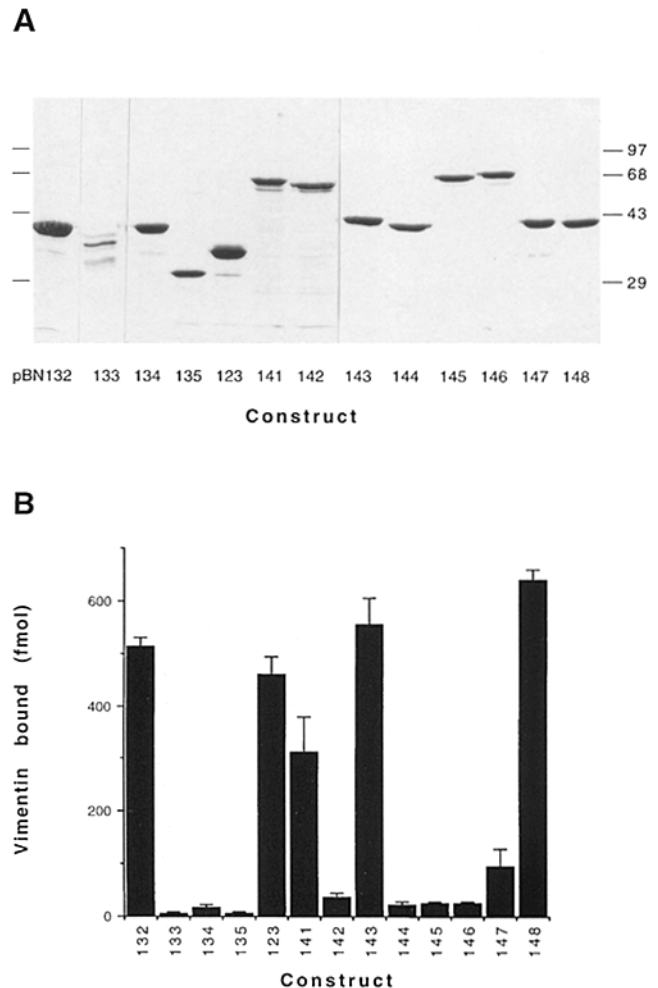 A
97
68
43
29
pBN132 133 134 135 123 141 142 143 144 145 146 147 148
Construct
B
Vimentin bound (fmol)
600
400
200
0
132 133 134 135 123 141 142 143 144 145 146 147 148
Construct